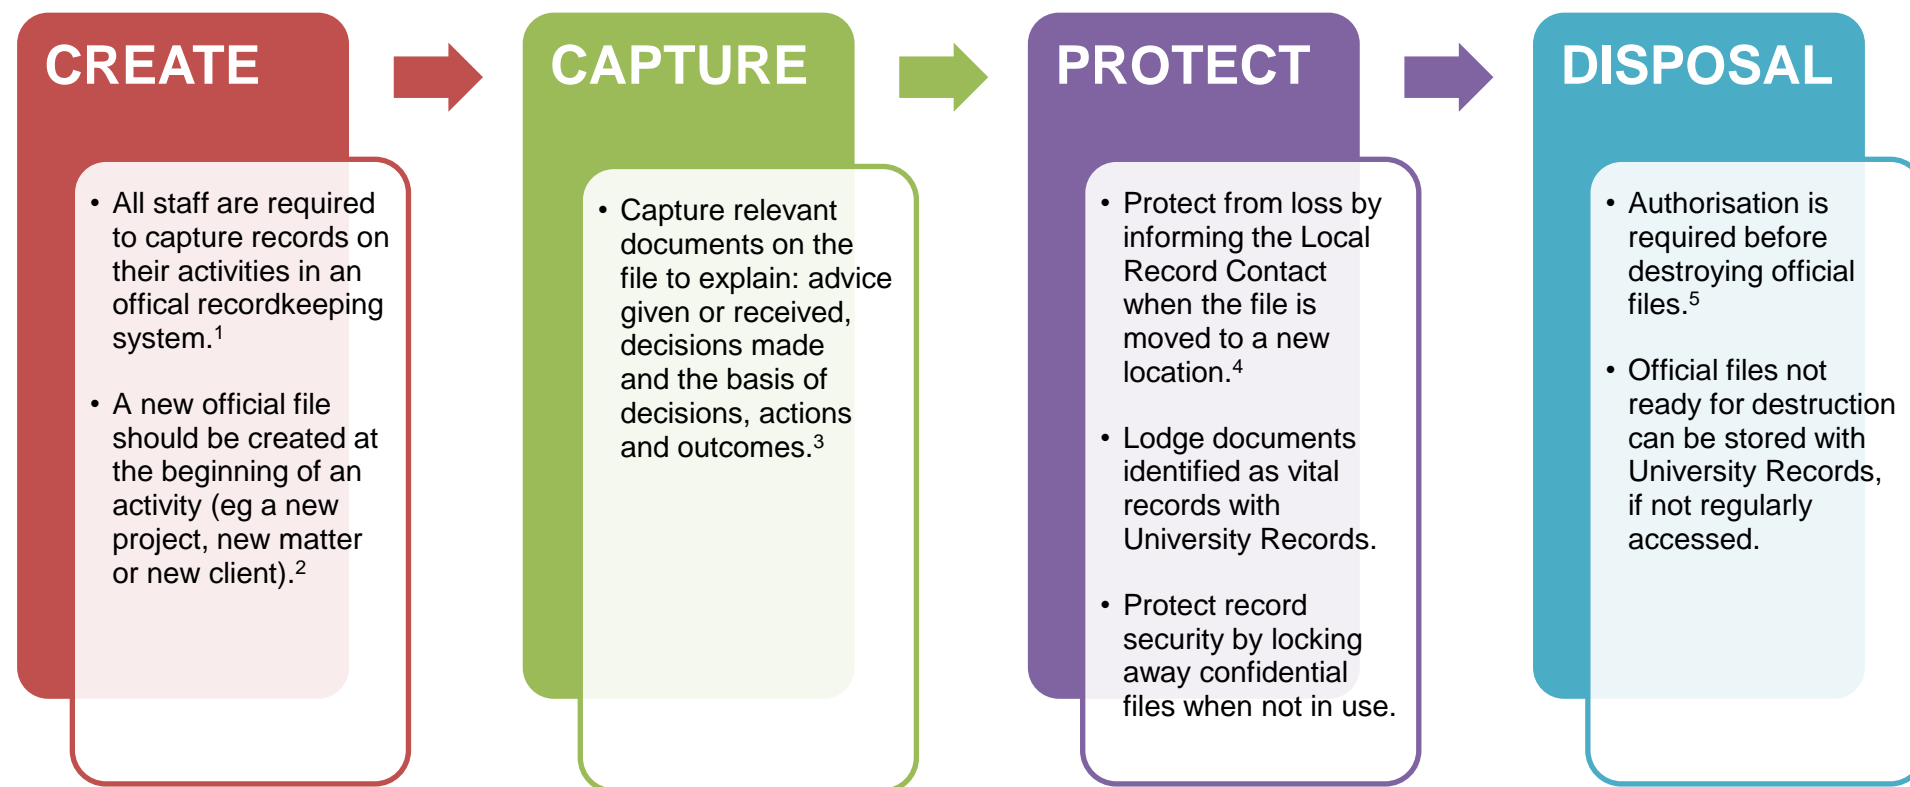 CREATE
• All staff are required
to capture records on
their activities in an
offical recordkeeping
system.¹
• A new official file
should be created at
the beginning of an
activity (eg a new
project, new matter
or new client).²
CAPTURE
• Capture relevant
documents on the
file to explain: advice
given or received,
decisions made
and the basis of
decisions, actions
and outcomes.³
PROTECT
• Protect from loss by
informing the Local
Record Contact
when the file is
moved to a new
location.⁴
• Lodge documents
identified as vital
records with
University Records.
• Protect record
security by locking
away confidential
files when not in use.
DISPOSAL
• Authorisation is
required before
destroying official
files.⁵
• Official files not
ready for destruction
can be stored with
University Records,
if not regularly
accessed.